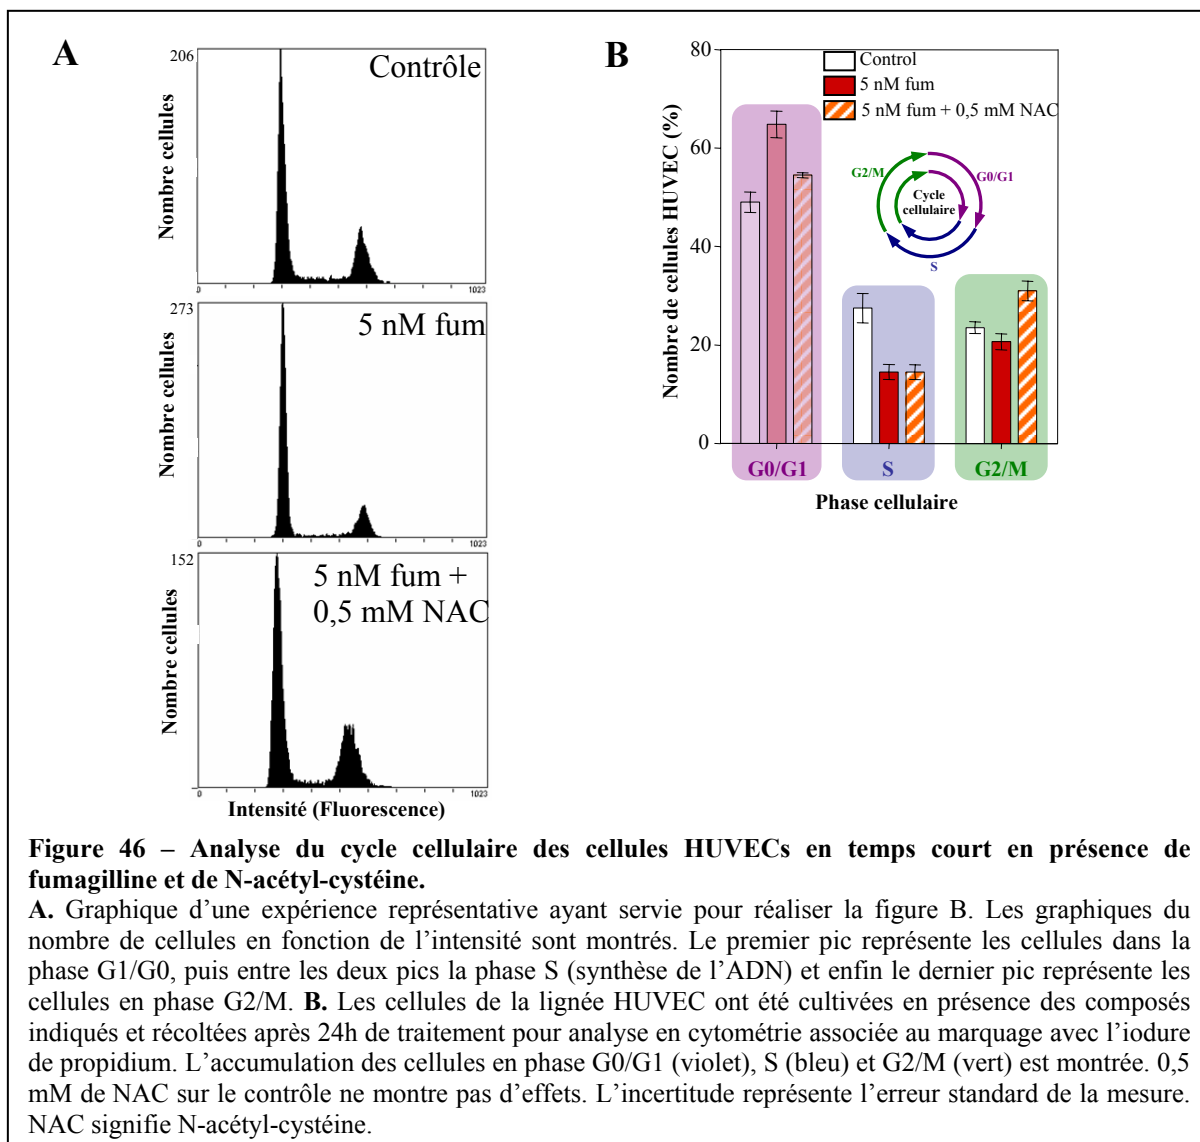 A
206
Contrôle
Nombre cellules
0
1023
273
5 nM fum
Nombre cellules
0
1023
152
5 nM fum +
0,5 mM NAC
Nombre cellules
0
1023
Intensité (Fluorescence)
B
80
60
40
20
0
Nombre de cellules HUVEC (%)
Control
5 nM fum
5 nM fum + 0,5 mM NAC
G2/M
G0/G1
Cycle
cellulaire
S
G0/G1
S
G2/M
Phase cellulaire
Figure 46 – Analyse du cycle cellulaire des cellules HUVECs en temps court en présence de
fumagilline et de N-acétyl-cystéine.
A. Graphique d’une expérience représentative ayant servie pour réaliser la figure B. Les graphiques du
nombre de cellules en fonction de l’intensité sont montrés. Le premier pic représente les cellules dans la
phase G1/G0, puis entre les deux pics la phase S (synthèse de l’ADN) et enfin le dernier pic représente les
cellules en phase G2/M. B. Les cellules de la lignée HUVEC ont été cultivées en présence des composés
indiqués et récoltées après 24h de traitement pour analyse en cytométrie associée au marquage avec l’iodure
de propidium. L’accumulation des cellules en phase G0/G1 (violet), S (bleu) et G2/M (vert) est montrée. 0,5
mM de NAC sur le contrôle ne montre pas d’effets. L’incertitude représente l’erreur standard de la mesure.
NAC signifie N-acétyl-cystéine.